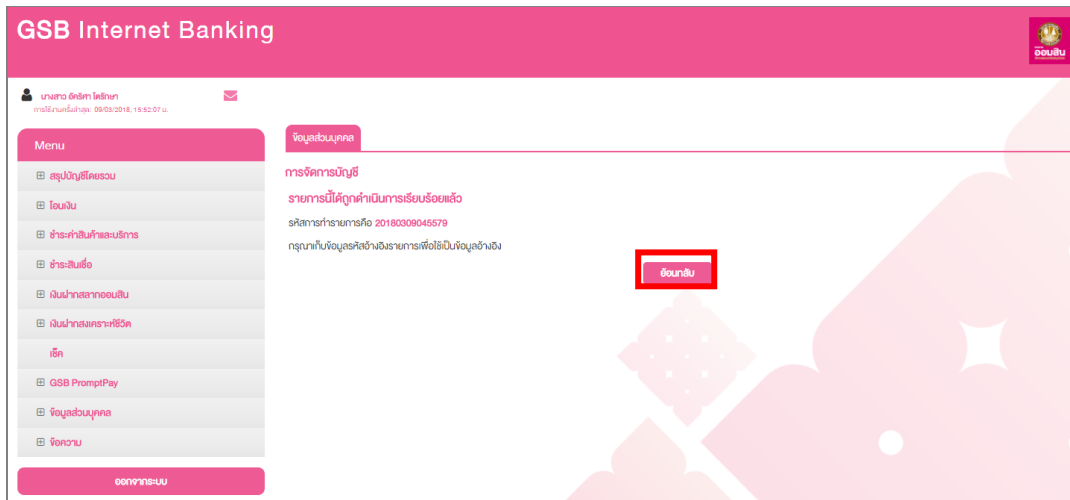 GSB Internet Banking
ออมสิน
นางสาว อัคริศา โตรักษา
การใช้งานครั้งล่าสุด: 09/03/2018, 15:52:07 น.
Menu
สรุปบัญชีโดยรวม
โอนเงิน
ชำระค่าสินค้าและบริการ
ชำระสินเชื่อ
เงินฝากสลากออมสิน
เงินฝากสงเคราะห์ชีวิต
เช็ค
GSB PromptPay
ข้อมูลส่วนบุคคล
ข้อความ
ออกจากระบบ
ข้อมูลส่วนบุคคล
การจัดการบัญชี
รายการนี้ได้ถูกดำเนินการเรียบร้อยแล้ว
รหัสการทำรายการคือ 20180309045579
กรุณาเก็บข้อมูลรหัสอ้างอิงรายการเพื่อใช้เป็นข้อมูลอ้างอิง
ย้อนกลับ